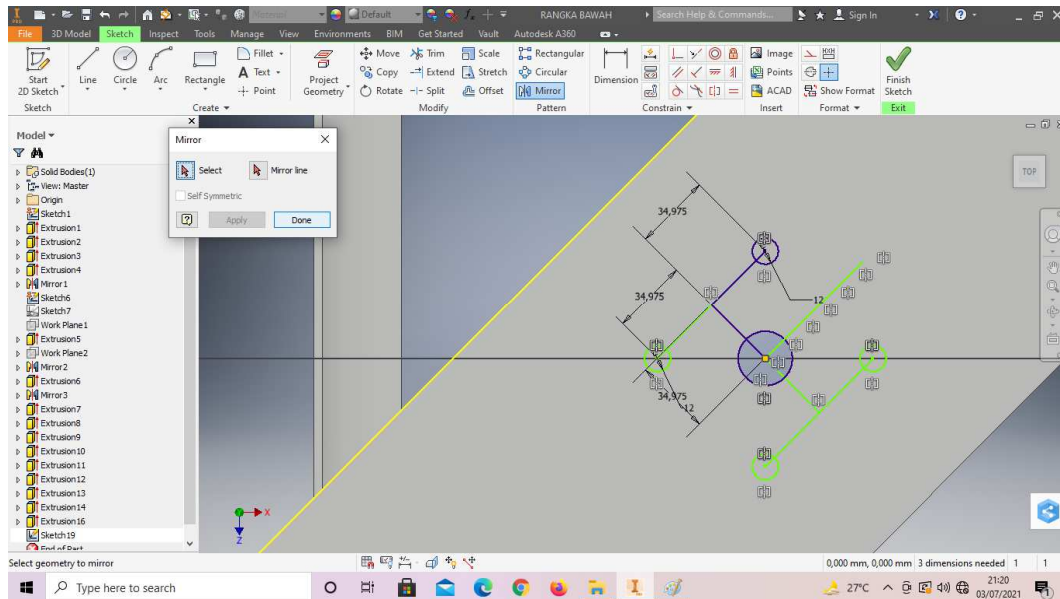 I PRO Material Default RANGKA BAWAH Search Help & Commands... Sign In
File 3D Model Sketch Inspect Tools Manage View Environments BIM Get Started Vault Autodesk A360
Start 2D Sketch Line Circle Arc Rectangle Fillet Text Point Project Geometry Move Copy Rotate Trim Extend Split Scale Stretch Offset Rectangular Circular Mirror Dimension Image Points ACAD Show Format Finish Sketch
Sketch Create Modify Pattern Constrain Insert Format Exit
Model
Mirror
Select Mirror line
Self Symmetric
Apply Done
Solid Bodies(1)
View: Master
Origin
Sketch1
Extrusion1
Extrusion2
Extrusion3
Extrusion4
Mirror1
Sketch6
Sketch7
Work Plane1
Extrusion5
Work Plane2
Mirror2
Extrusion6
Mirror3
Extrusion7
Extrusion8
Extrusion9
Extrusion10
Extrusion11
Extrusion12
Extrusion13
Extrusion14
Extrusion16
Sketch19
End of Part
TOP
34,975
34,975
12
34,975
12
X
Z
Select geometry to mirror 0,000 mm, 0,000 mm 3 dimensions needed 1 1
Type here to search 27°C 21:20
03/07/2021